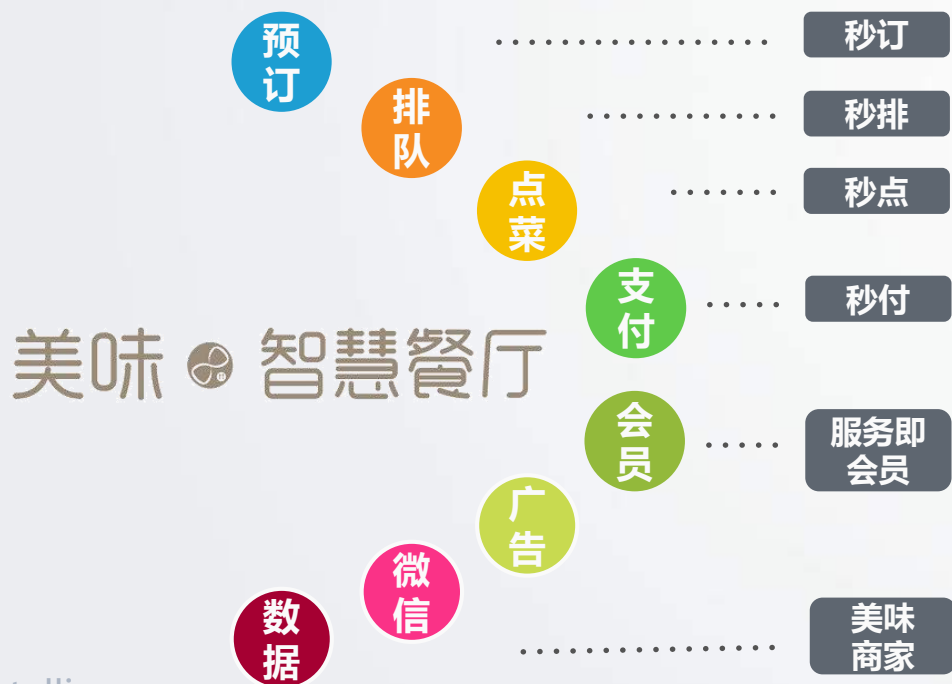 预订
秒订
排队
秒排
点菜
秒点
支付
秒付
美味 智慧餐厅
会员
服务即
会员
广告
微信
数据
美味
商家